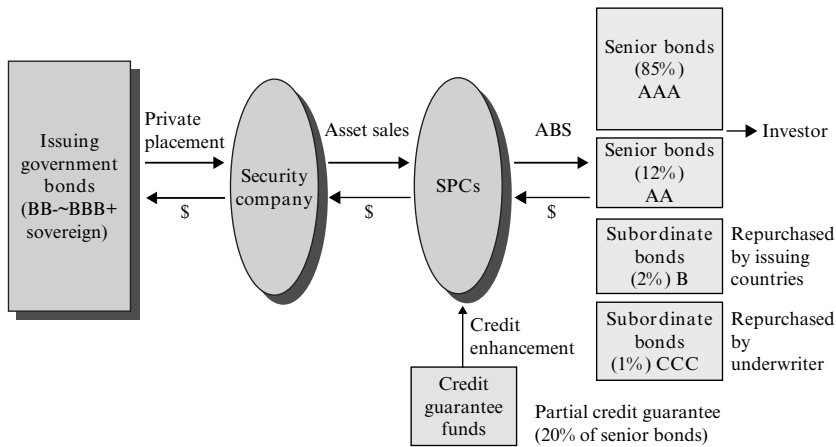 Issuing
government
bonds
(BB-~BBB+
sovereign)
Private
placement
$
Security
company
Asset sales
$
SPCs
ABS
$
Senior bonds
(85%)
AAA
Investor
Senior bonds
(12%)
AA
Subordinate
bonds
(2%) B
Repurchased
by issuing
countries
Subordinate
bonds
(1%) CCC
Repurchased
by
underwriter
Credit
enhancement
Credit
guarantee
funds
Partial credit guarantee
(20% of senior bonds)